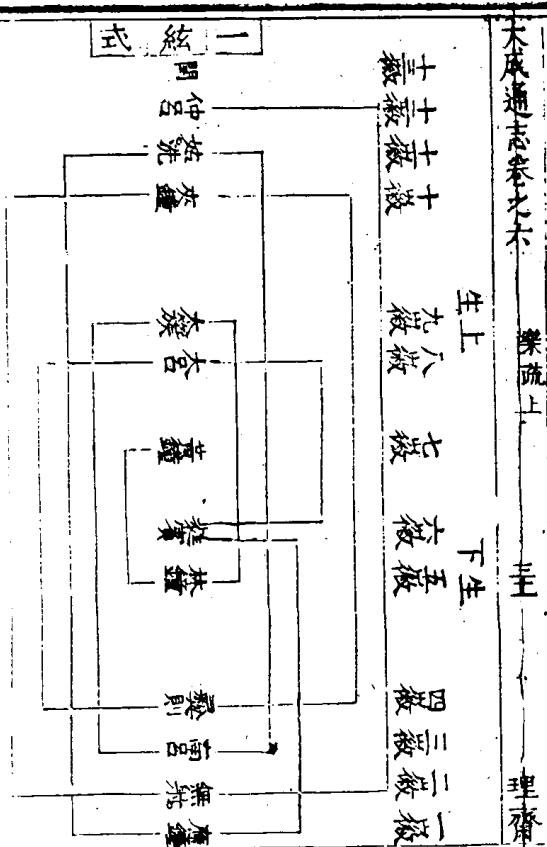 大成通志卷之六
樂疏上
理齋
一絃式
上生
下生
十三徽
十二徽
十一徽
十徽
九徽
八徽
七徽
六徽
五徽
四徽
三徽
二徽
一徽
仲呂
姑洗
夾鐘
太簇
大呂
黃鐘
蕤賓
林鐘
夷則
南呂
無射
應鐘